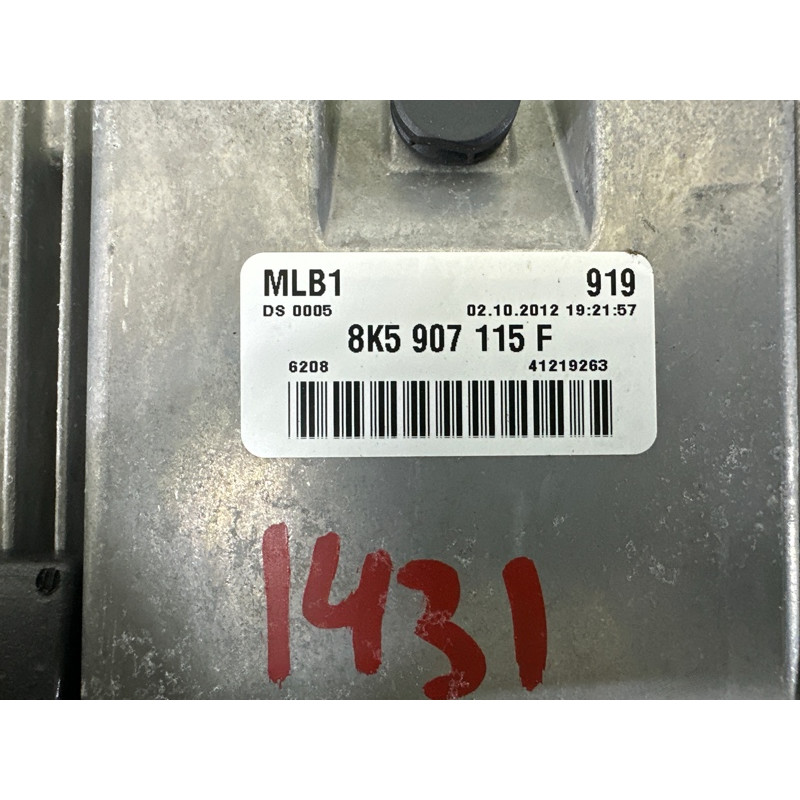 MLB1 919
DS 0005 02.10.2012 19:21:57
8K5 907 115 F
6208 41219263
1431